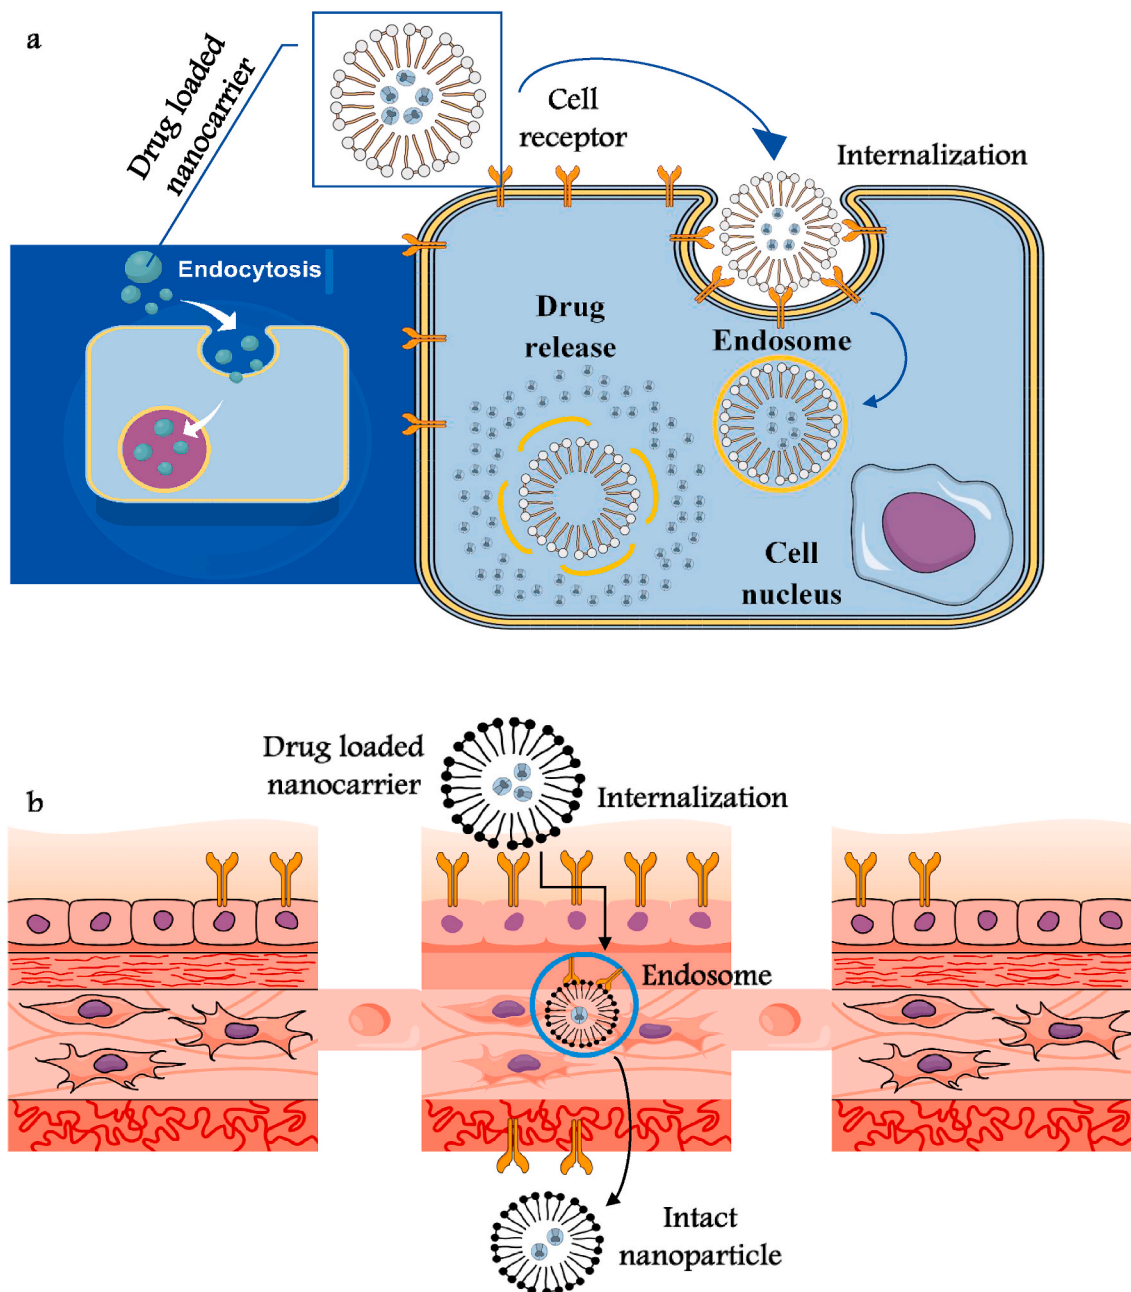 a
Drug loaded
nanocarrier
Cell
receptor
Internalization
Endocytosis
Drug
release
Endosome
Cell
nucleus
Drug loaded
nanocarrier
b
Internalization
Endosome
Intact
nanoparticle